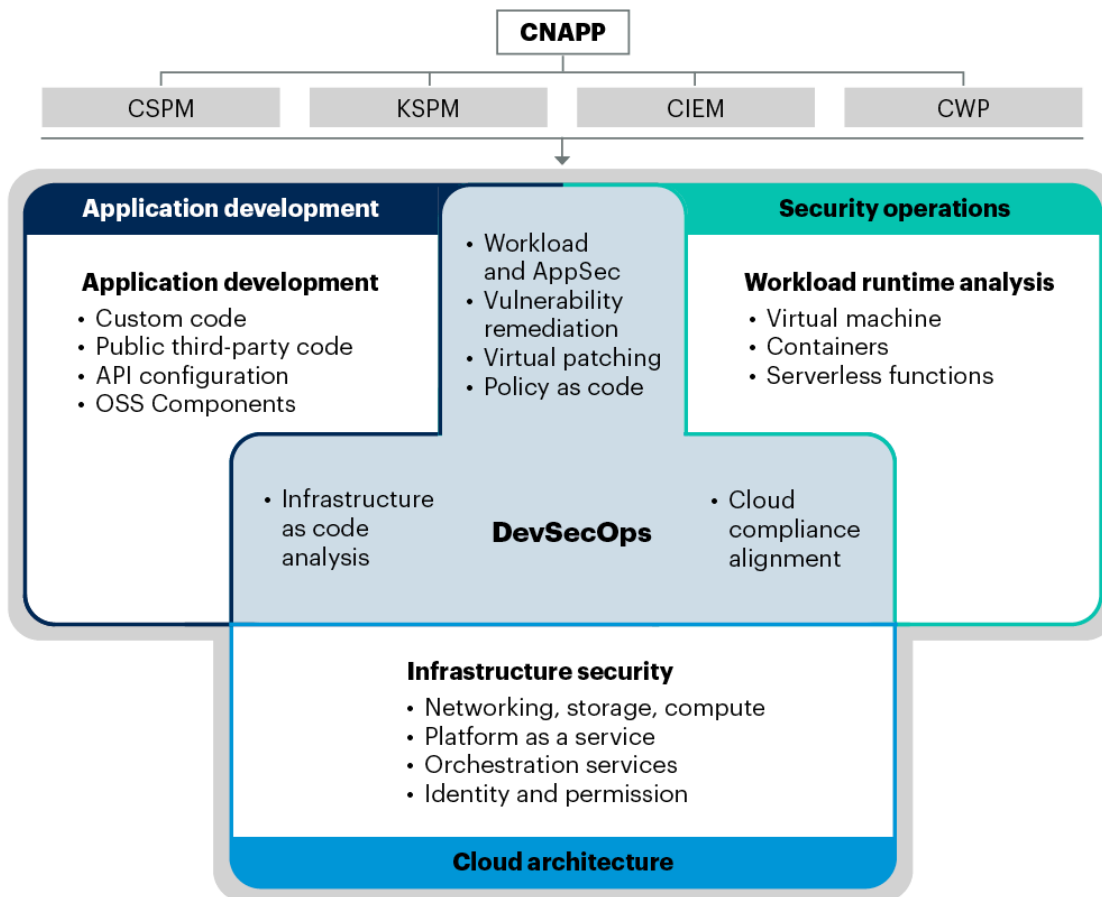 CNAPP
CSPM
KSPM
CIEM
CWP
Application development
Security operations
Application development
• Custom code
• Public third-party code
• API configuration
• OSS Components
• Workload
and AppSec
• Vulnerability
remediation
• Virtual patching
• Policy as code
Workload runtime analysis
• Virtual machine
• Containers
• Serverless functions
• Infrastructure
as code
analysis
DevSecOps
• Cloud
compliance
alignment
Infrastructure security
• Networking, storage, compute
• Platform as a service
• Orchestration services
• Identity and permission
Cloud architecture